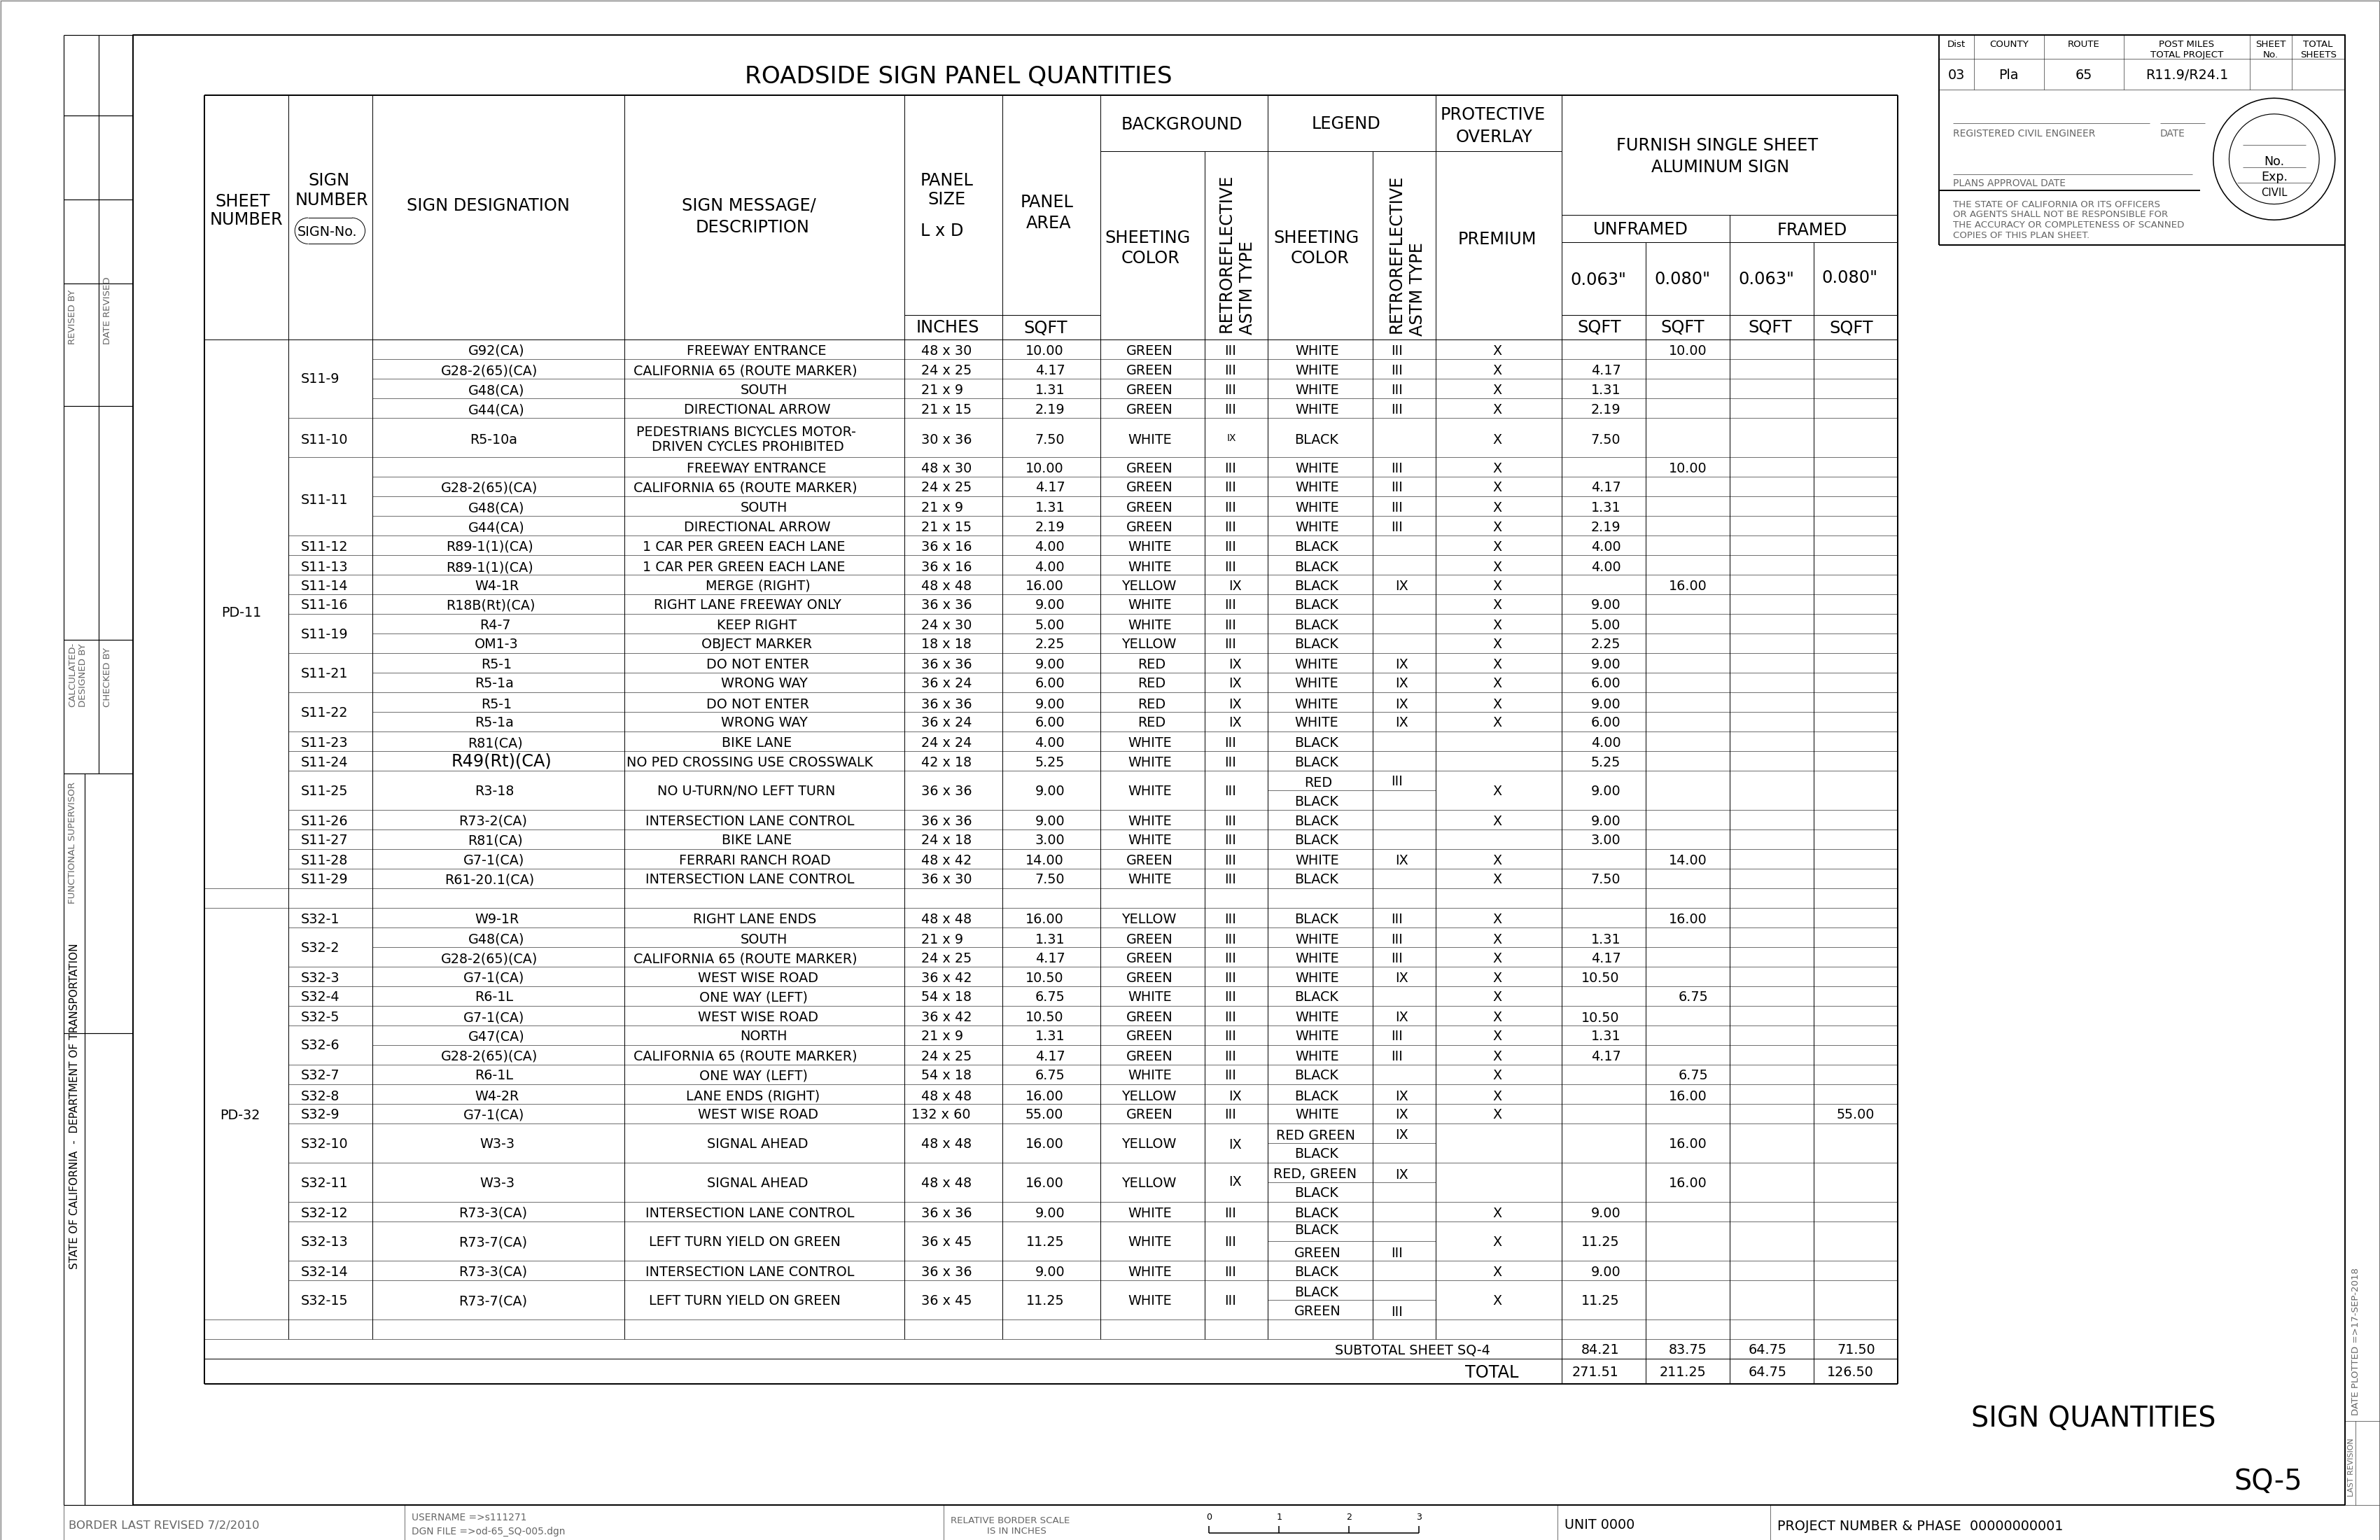 ROADSIDE SIGN PANEL QUANTITIES
Dist COUNTY ROUTE POST MILES TOTAL PROJECT SHEET No. TOTAL SHEETS
03 Pla 65 R11.9/R24.1
REGISTERED CIVIL ENGINEER DATE
PLANS APPROVAL DATE
No.
Exp.
CIVIL
THE STATE OF CALIFORNIA OR ITS OFFICERS
OR AGENTS SHALL NOT BE RESPONSIBLE FOR
THE ACCURACY OR COMPLETENESS OF SCANNED
COPIES OF THIS PLAN SHEET.
SHEET NUMBER
SIGN NUMBER
SIGN-No.
SIGN DESIGNATION
SIGN MESSAGE/
DESCRIPTION
PANEL SIZE
L x D
INCHES
PANEL AREA
SQFT
BACKGROUND
SHEETING COLOR
RETROREFLECTIVE ASTM TYPE
LEGEND
SHEETING COLOR
RETROREFLECTIVE ASTM TYPE
PROTECTIVE OVERLAY
PREMIUM
FURNISH SINGLE SHEET
ALUMINUM SIGN
UNFRAMED FRAMED
0.063" 0.080" 0.063" 0.080"
SQFT SQFT SQFT SQFT
PD-11
S11-9 G92(CA) FREEWAY ENTRANCE 48 x 30 10.00 GREEN III WHITE III X 10.00
G28-2(65)(CA) CALIFORNIA 65 (ROUTE MARKER) 24 x 25 4.17 GREEN III WHITE III X 4.17
G48(CA) SOUTH 21 x 9 1.31 GREEN III WHITE III X 1.31
G44(CA) DIRECTIONAL ARROW 21 x 15 2.19 GREEN III WHITE III X 2.19
S11-10 R5-10a PEDESTRIANS BICYCLES MOTOR-
DRIVEN CYCLES PROHIBITED 30 x 36 7.50 WHITE IX BLACK X 7.50
S11-11 FREEWAY ENTRANCE 48 x 30 10.00 GREEN III WHITE III X 10.00
G28-2(65)(CA) CALIFORNIA 65 (ROUTE MARKER) 24 x 25 4.17 GREEN III WHITE III X 4.17
G48(CA) SOUTH 21 x 9 1.31 GREEN III WHITE III X 1.31
G44(CA) DIRECTIONAL ARROW 21 x 15 2.19 GREEN III WHITE III X 2.19
S11-12 R89-1(1)(CA) 1 CAR PER GREEN EACH LANE 36 x 16 4.00 WHITE III BLACK X 4.00
S11-13 R89-1(1)(CA) 1 CAR PER GREEN EACH LANE 36 x 16 4.00 WHITE III BLACK X 4.00
S11-14 W4-1R MERGE (RIGHT) 48 x 48 16.00 YELLOW IX BLACK IX X 16.00
S11-16 R18B(Rt)(CA) RIGHT LANE FREEWAY ONLY 36 x 36 9.00 WHITE III BLACK X 9.00
S11-19 R4-7 KEEP RIGHT 24 x 30 5.00 WHITE III BLACK X 5.00
OM1-3 OBJECT MARKER 18 x 18 2.25 YELLOW III BLACK X 2.25
S11-21 R5-1 DO NOT ENTER 36 x 36 9.00 RED IX WHITE IX X 9.00
R5-1a WRONG WAY 36 x 24 6.00 RED IX WHITE IX X 6.00
S11-22 R5-1 DO NOT ENTER 36 x 36 9.00 RED IX WHITE IX X 9.00
R5-1a WRONG WAY 36 x 24 6.00 RED IX WHITE IX X 6.00
S11-23 R81(CA) BIKE LANE 24 x 24 4.00 WHITE III BLACK 4.00
S11-24 R49(Rt)(CA) NO PED CROSSING USE CROSSWALK 42 x 18 5.25 WHITE III BLACK 5.25
S11-25 R3-18 NO U-TURN/NO LEFT TURN 36 x 36 9.00 WHITE III RED III X 9.00
BLACK
S11-26 R73-2(CA) INTERSECTION LANE CONTROL 36 x 36 9.00 WHITE III BLACK X 9.00
S11-27 R81(CA) BIKE LANE 24 x 18 3.00 WHITE III BLACK 3.00
S11-28 G7-1(CA) FERRARI RANCH ROAD 48 x 42 14.00 GREEN III WHITE IX X 14.00
S11-29 R61-20.1(CA) INTERSECTION LANE CONTROL 36 x 30 7.50 WHITE III BLACK X 7.50
PD-32
S32-1 W9-1R RIGHT LANE ENDS 48 x 48 16.00 YELLOW III BLACK III X 16.00
S32-2 G48(CA) SOUTH 21 x 9 1.31 GREEN III WHITE III X 1.31
G28-2(65)(CA) CALIFORNIA 65 (ROUTE MARKER) 24 x 25 4.17 GREEN III WHITE III X 4.17
S32-3 G7-1(CA) WEST WISE ROAD 36 x 42 10.50 GREEN III WHITE IX X 10.50
S32-4 R6-1L ONE WAY (LEFT) 54 x 18 6.75 WHITE III BLACK X 6.75
S32-5 G7-1(CA) WEST WISE ROAD 36 x 42 10.50 GREEN III WHITE IX X 10.50
S32-6 G47(CA) NORTH 21 x 9 1.31 GREEN III WHITE III X 1.31
G28-2(65)(CA) CALIFORNIA 65 (ROUTE MARKER) 24 x 25 4.17 GREEN III WHITE III X 4.17
S32-7 R6-1L ONE WAY (LEFT) 54 x 18 6.75 WHITE III BLACK X 6.75
S32-8 W4-2R LANE ENDS (RIGHT) 48 x 48 16.00 YELLOW IX BLACK IX X 16.00
S32-9 G7-1(CA) WEST WISE ROAD 132 x 60 55.00 GREEN III WHITE IX X 55.00
S32-10 W3-3 SIGNAL AHEAD 48 x 48 16.00 YELLOW IX RED GREEN IX 16.00
BLACK
S32-11 W3-3 SIGNAL AHEAD 48 x 48 16.00 YELLOW IX RED, GREEN IX 16.00
BLACK
S32-12 R73-3(CA) INTERSECTION LANE CONTROL 36 x 36 9.00 WHITE III BLACK X 9.00
S32-13 R73-7(CA) LEFT TURN YIELD ON GREEN 36 x 45 11.25 WHITE III BLACK X 11.25
GREEN III
S32-14 R73-3(CA) INTERSECTION LANE CONTROL 36 x 36 9.00 WHITE III BLACK X 9.00
S32-15 R73-7(CA) LEFT TURN YIELD ON GREEN 36 x 45 11.25 WHITE III BLACK X 11.25
GREEN III
SUBTOTAL SHEET SQ-4 84.21 83.75 64.75 71.50
TOTAL 271.51 211.25 64.75 126.50
SIGN QUANTITIES
SQ-5
REVISED BY
DATE REVISED
CALCULATED-
DESIGNED BY
CHECKED BY
FUNCTIONAL SUPERVISOR
STATE OF CALIFORNIA - DEPARTMENT OF TRANSPORTATION
DATE PLOTTED =>17-SEP-2018
LAST REVISION
BORDER LAST REVISED 7/2/2010
USERNAME =>s111271
DGN FILE =>od-65_SQ-005.dgn
RELATIVE BORDER SCALE
IS IN INCHES
0 1 2 3
UNIT 0000
PROJECT NUMBER & PHASE 00000000001